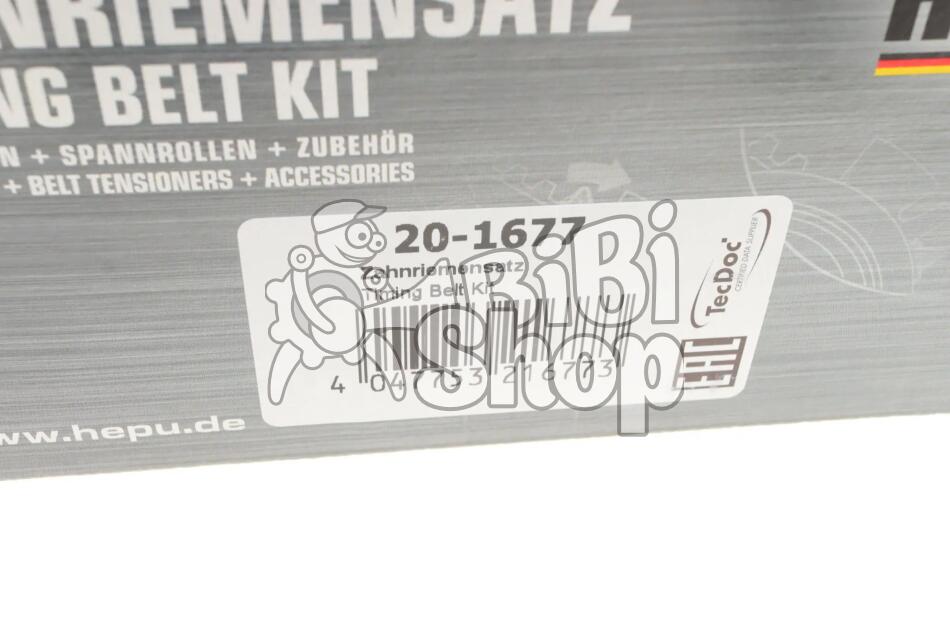 NRIEMENSATZ
NG BELT KIT
N + SPANNROLLEN + ZUBEHÖR
+ BELT TENSIONERS + ACCESSORIES
20-1677
Zahnriemensatz
Timing Belt Kit
4 047753 216773
TecDoc
CERTIFIED DATA SUPPLIER
EAC
ARiBi
Shop
www.hepu.de